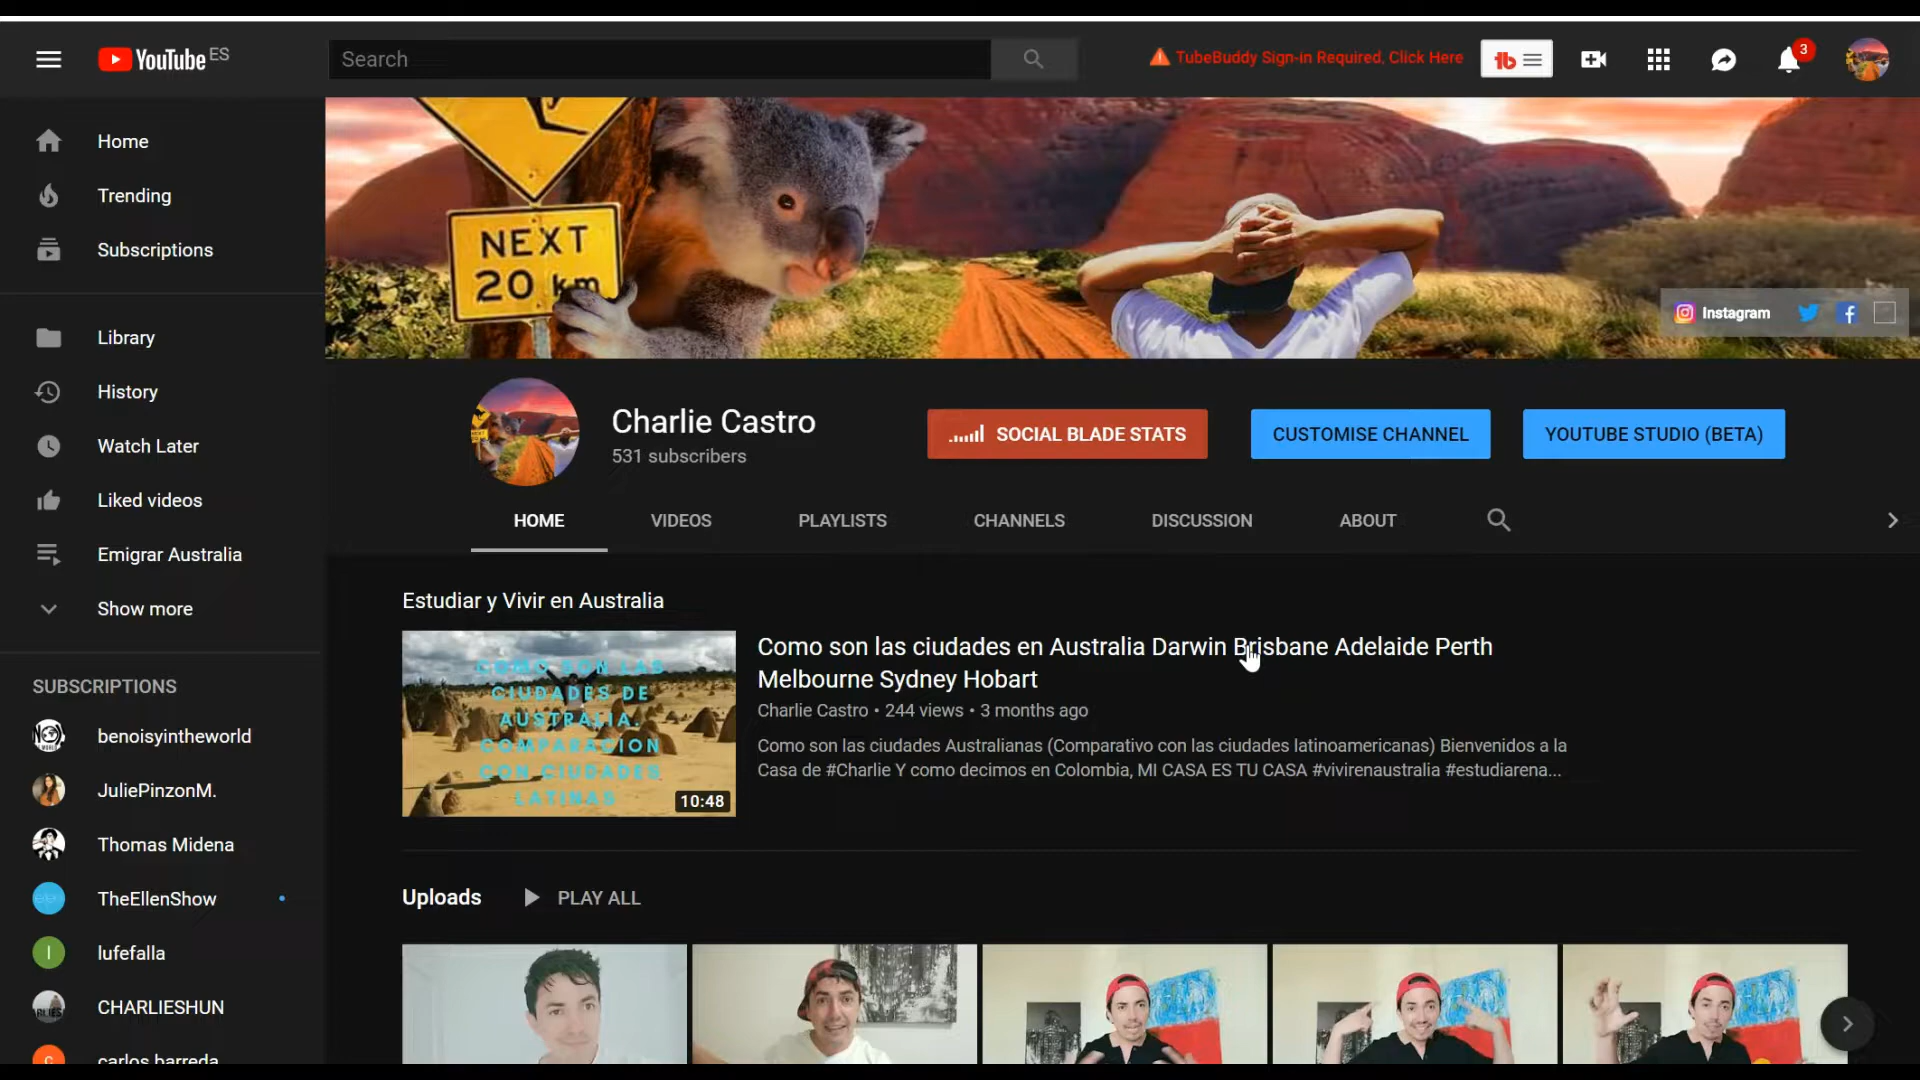 YouTube ES
Search
TubeBuddy Sign-in Required, Click Here
tb
3
Home
Trending
Subscriptions
Library
History
Watch Later
Liked videos
Emigrar Australia
Show more
SUBSCRIPTIONS
benoisyintheworld
JuliePinzonM.
Thomas Midena
TheEllenShow
lufefalla
CHARLIESHUN
carlos barreda
NEXT
20 km
Instagram
Charlie Castro
531 subscribers
SOCIAL BLADE STATS
CUSTOMISE CHANNEL
YOUTUBE STUDIO (BETA)
HOME
VIDEOS
PLAYLISTS
CHANNELS
DISCUSSION
ABOUT
Estudiar y Vivir en Australia
COMO SON LAS
CIUDADES DE
AUSTRALIA.
COMPARACION
CON CIUDADES
LATINAS
10:48
Como son las ciudades en Australia Darwin Brisbane Adelaide Perth
Melbourne Sydney Hobart
Charlie Castro • 244 views • 3 months ago
Como son las ciudades Australianas (Comparativo con las ciudades latinoamericanas) Bienvenidos a la
Casa de #Charlie Y como decimos en Colombia, MI CASA ES TU CASA #vivirenaustralia #estudiarena...
Uploads
PLAY ALL